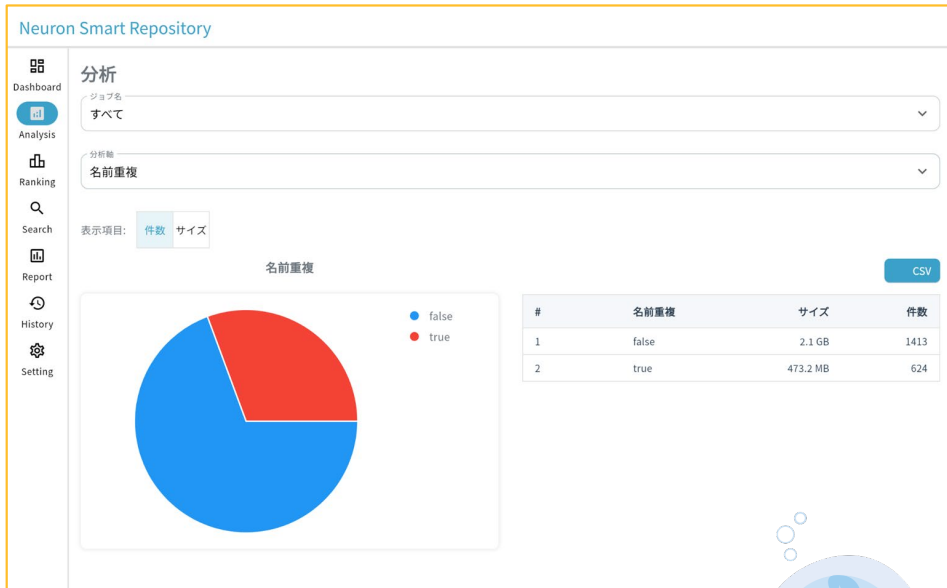 Neuron Smart Repository
Dashboard
Analysis
Ranking
Search
Report
History
Setting
分析
ジョブ名
すべて
分析軸
名前重複
表示項目: 件数 サイズ
名前重複
false
true
CSV
# 名前重複 サイズ 件数
1 false 2.1 GB 1413
2 true 473.2 MB 624